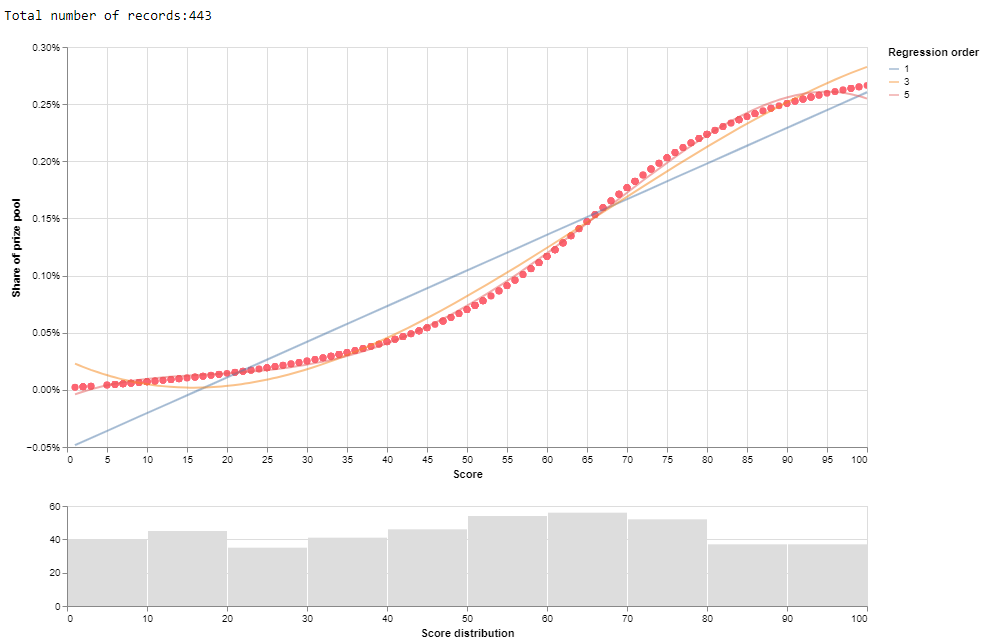 Total number of records:443
Regression order
1
3
5
0.30%
0.25%
0.20%
0.15%
0.10%
0.05%
0.00%
−0.05%
Share of prize pool
0 5 10 15 20 25 30 35 40 45 50 55 60 65 70 75 80 85 90 95 100
Score
60
40
20
0
0 10 20 30 40 50 60 70 80 90 100
Score distribution